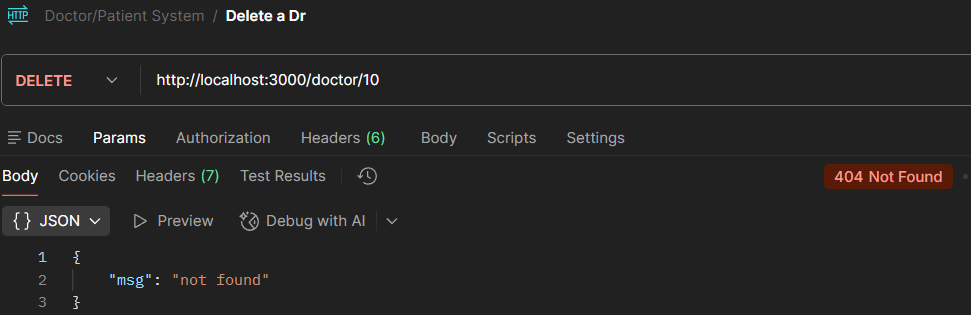 HTTP Doctor/Patient System / Delete a Dr
DELETE http://localhost:3000/doctor/10
Docs Params Authorization Headers (6) Body Scripts Settings
Body Cookies Headers (7) Test Results 404 Not Found
{} JSON Preview Debug with AI
1 {
2 "msg": "not found"
3 }